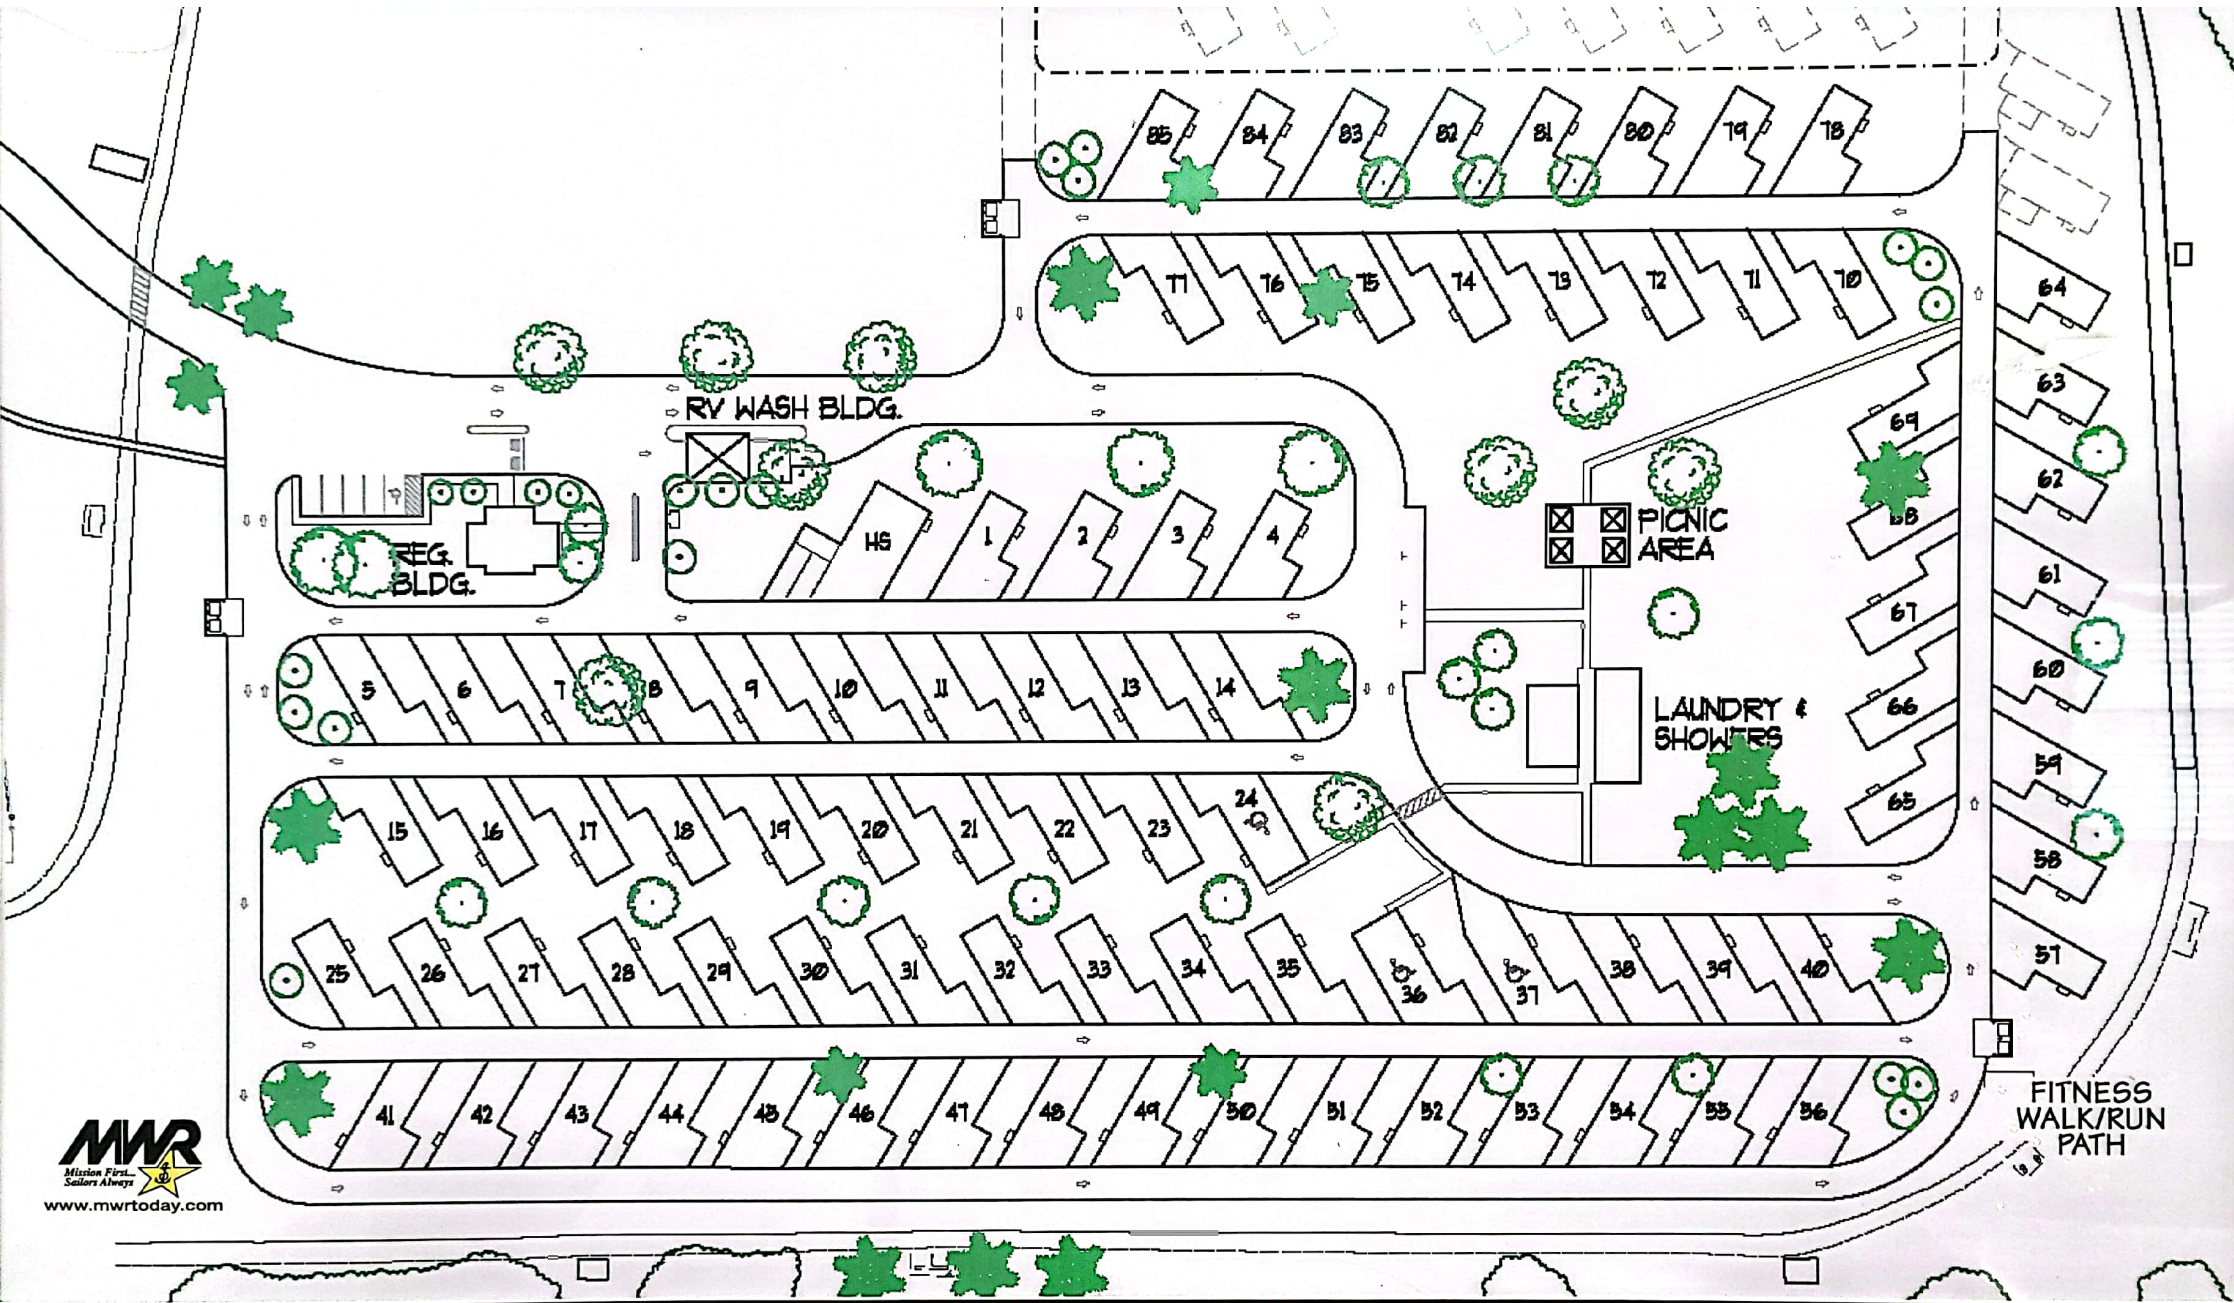 85 84 83 82 81 80 79 78
77 76 75 74 73 72 71 70
64
63
62
61
60
59
58
57
69
68
67
66
65
RV WASH BLDG.
REG.
BLDG.
HS 1 2 3 4
PICNIC
AREA
5 6 7 8 9 10 11 12 13 14
LAUNDRY &
SHOWERS
15 16 17 18 19 20 21 22 23 24
25 26 27 28 29 30 31 32 33 34 35 36 37 38 39 40
41 42 43 44 45 46 47 48 49 50 51 52 53 54 55 56
FITNESS
WALK/RUN
PATH
MWR
Mission First...
Sailors Always
www.mwrtoday.com